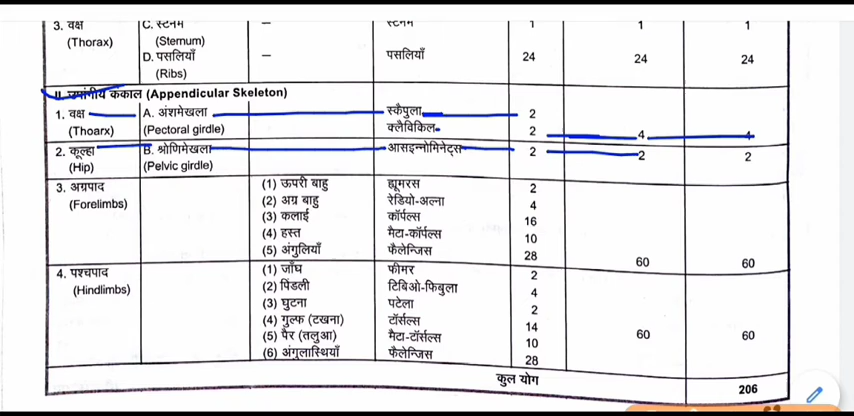 3. वक्ष C. स्टर्नम – स्टर्नम 1 1 1
(Thorax) (Sternum)
D. पसलियाँ – पसलियाँ 24 24 24
(Ribs)
II. उपांगीय कंकाल (Appendicular Skeleton)
1. वक्ष A. अंशमेखला स्कैपुला 2
(Thoarx) (Pectoral girdle) क्लैविकिल 2 4 4
2. कूल्हा B. श्रोणिमेखला आसइन्नोमिनेट्स 2 2 2
(Hip) (Pelvic girdle)
3. अग्रपाद (1) ऊपरी बाहु ह्यूमरस 2
(Forelimbs) (2) अग्र बाहु रेडियो-अल्ना 4
(3) कलाई कॉर्पल्स 16
(4) हस्त मैटा-कॉर्पल्स 10
(5) अंगुलियाँ फैलेन्जिस 28 60 60
4. पश्चपाद (1) जाँघ फीमर 2
(Hindlimbs) (2) पिंडली टिबिओ-फिबुला 4
(3) घुटना पटेला 2
(4) गुल्फ (टखना) टॉर्सल्स 14
(5) पैर (तलुआ) मैटा-टॉर्सल्स 10 60 60
(6) अंगुलास्थियाँ फैलेन्जिस 28
कुल योग 206